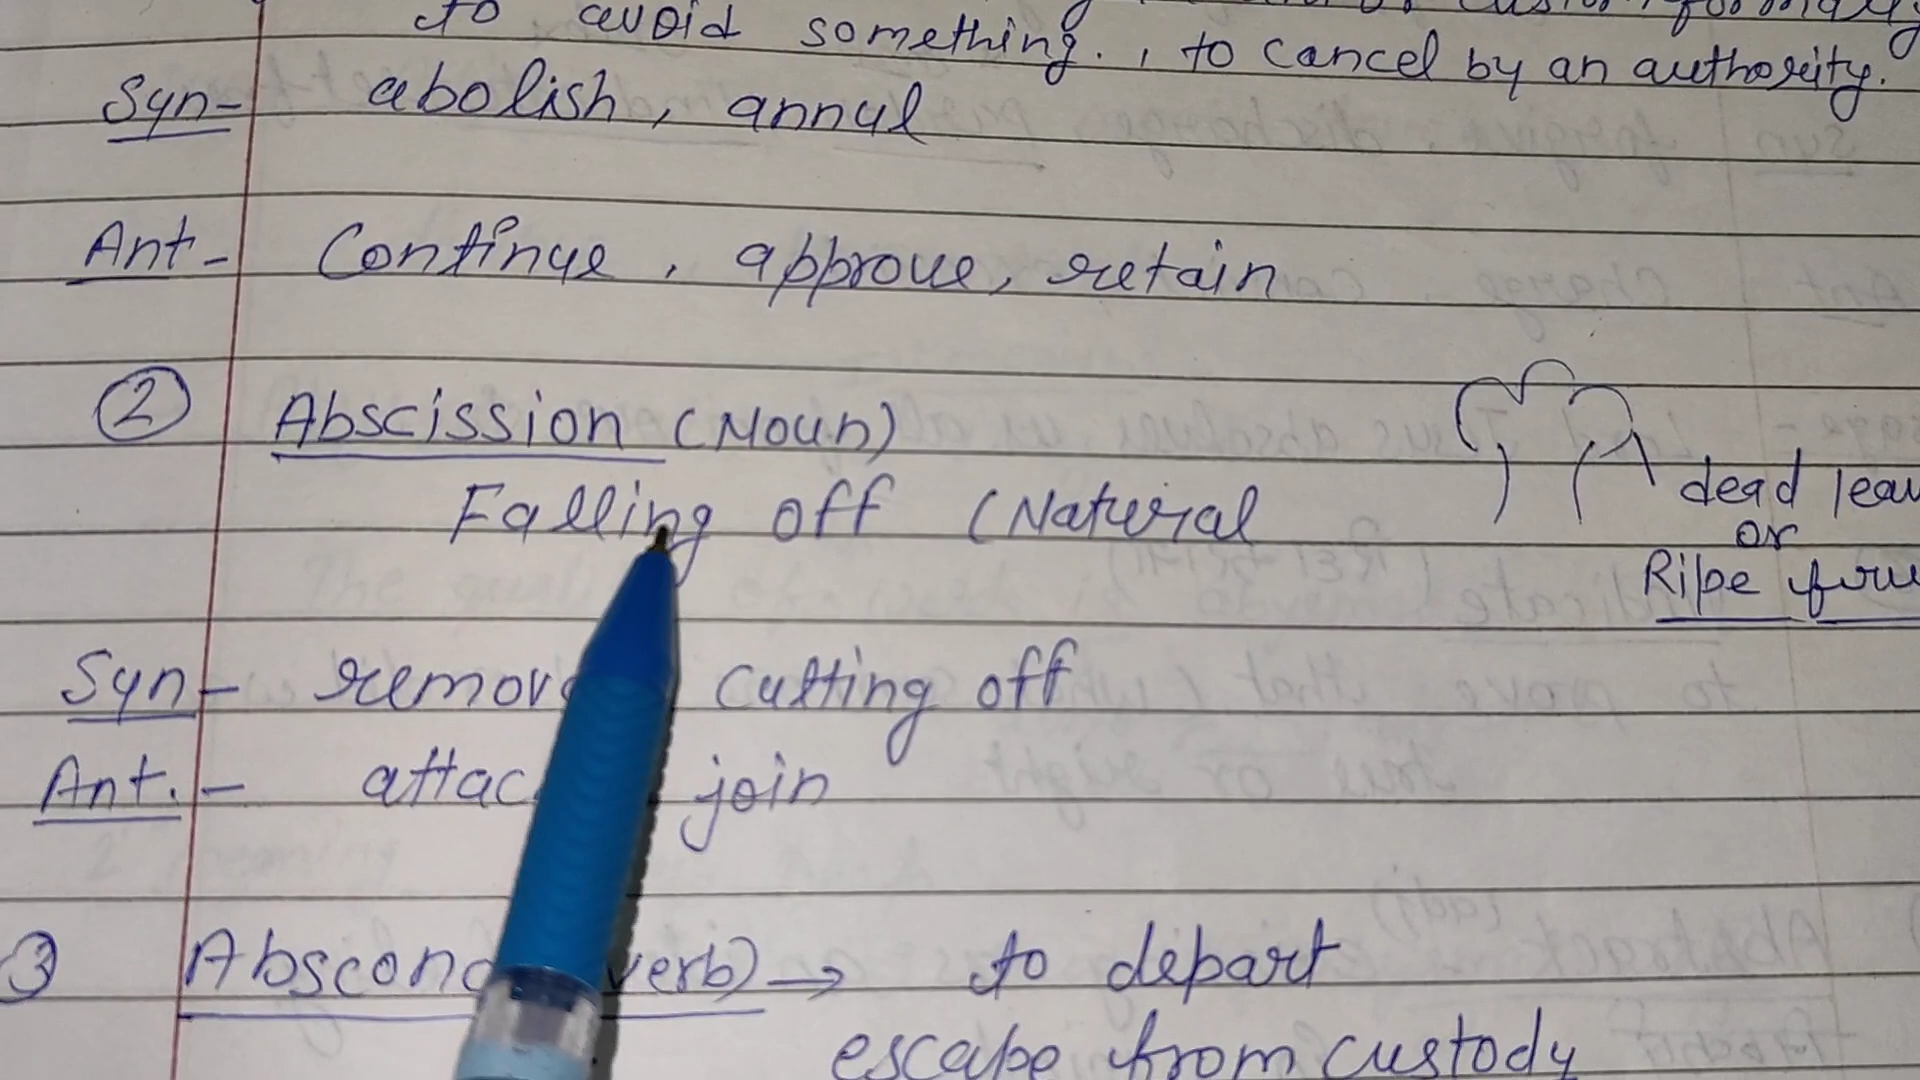 to avoid something. , to cancel by an authority.
Syn- abolish, annul
Ant- Continue, approve, retain
② Abscission (Noun)
Falling off (Natural
dead
or
Ripe
Syn- cutting off
Ant.- join
3 verb) → to depart
escape from custody